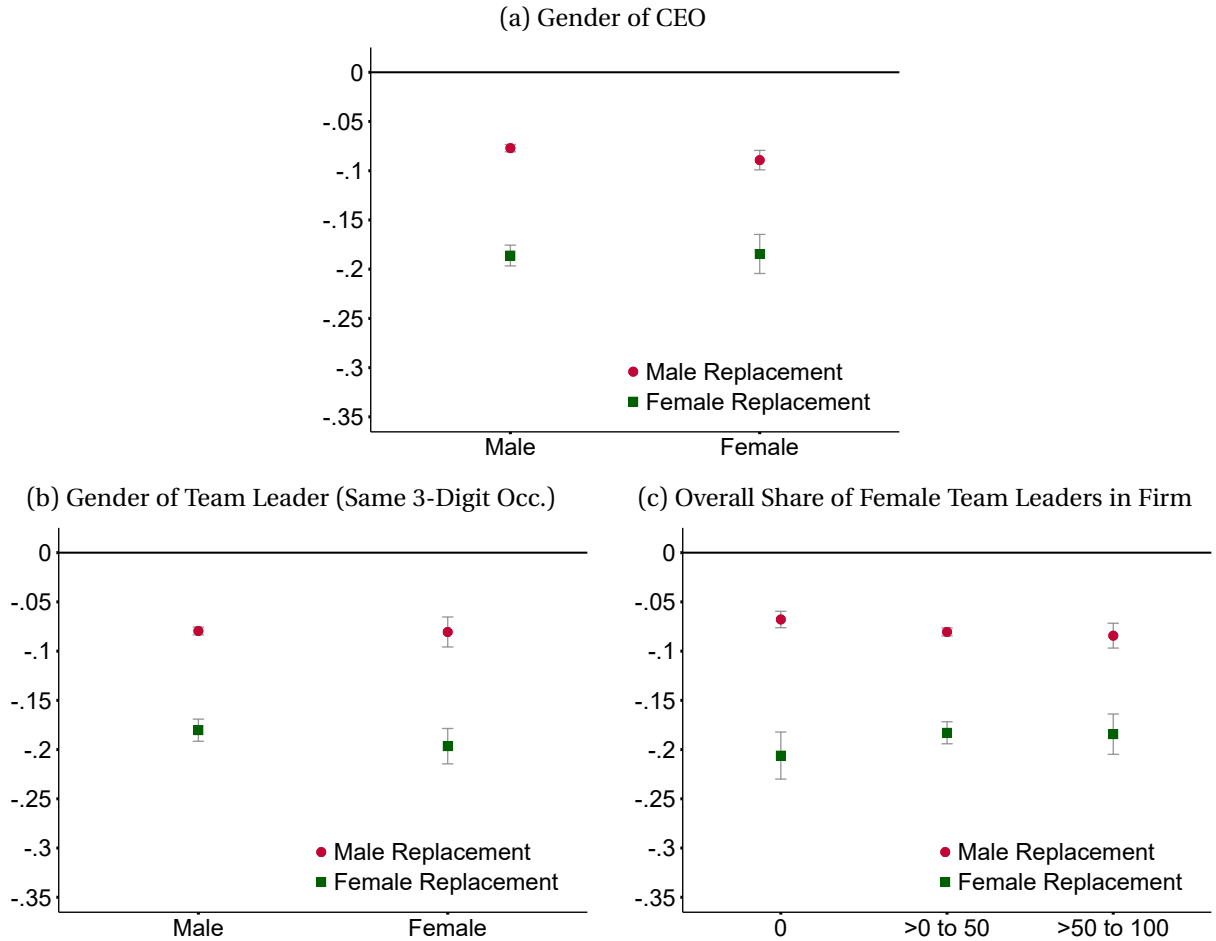 (a) Gender of CEO
0
-.05
-.1
-.15
-.2
-.25
-.3
-.35
Male Replacement
Female Replacement
Male Female
(b) Gender of Team Leader (Same 3-Digit Occ.)
0
-.05
-.1
-.15
-.2
-.25
-.3
-.35
Male Replacement
Female Replacement
Male Female
(c) Overall Share of Female Team Leaders in Firm
0
-.05
-.1
-.15
-.2
-.25
-.3
-.35
Male Replacement
Female Replacement
0 >0 to 50 >50 to 100